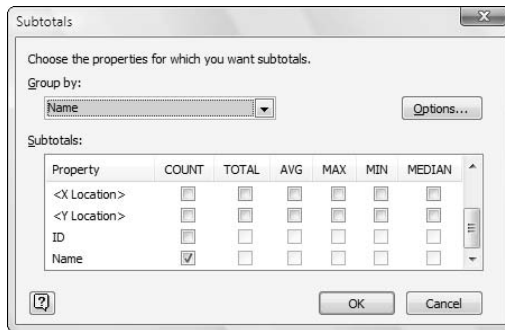 Subtotals
Choose the properties for which you want subtotals.
Group by:
Name
Options...
Subtotals:
Property COUNT TOTAL AVG MAX MIN MEDIAN
<X Location>
<Y Location>
ID
Name
OK Cancel